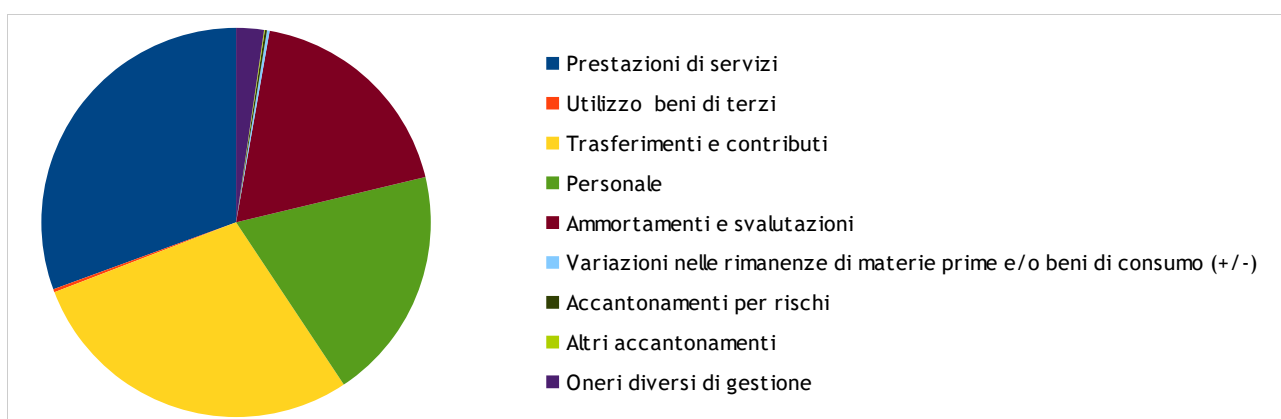 Prestazioni di servizi
Utilizzo  beni di terzi
Trasferimenti e contributi
Personale
Ammortamenti e svalutazioni
Variazioni nelle rimanenze di materie prime e/o beni di consumo (+/-)
Accantonamenti per rischi
Altri accantonamenti
Oneri diversi di gestione